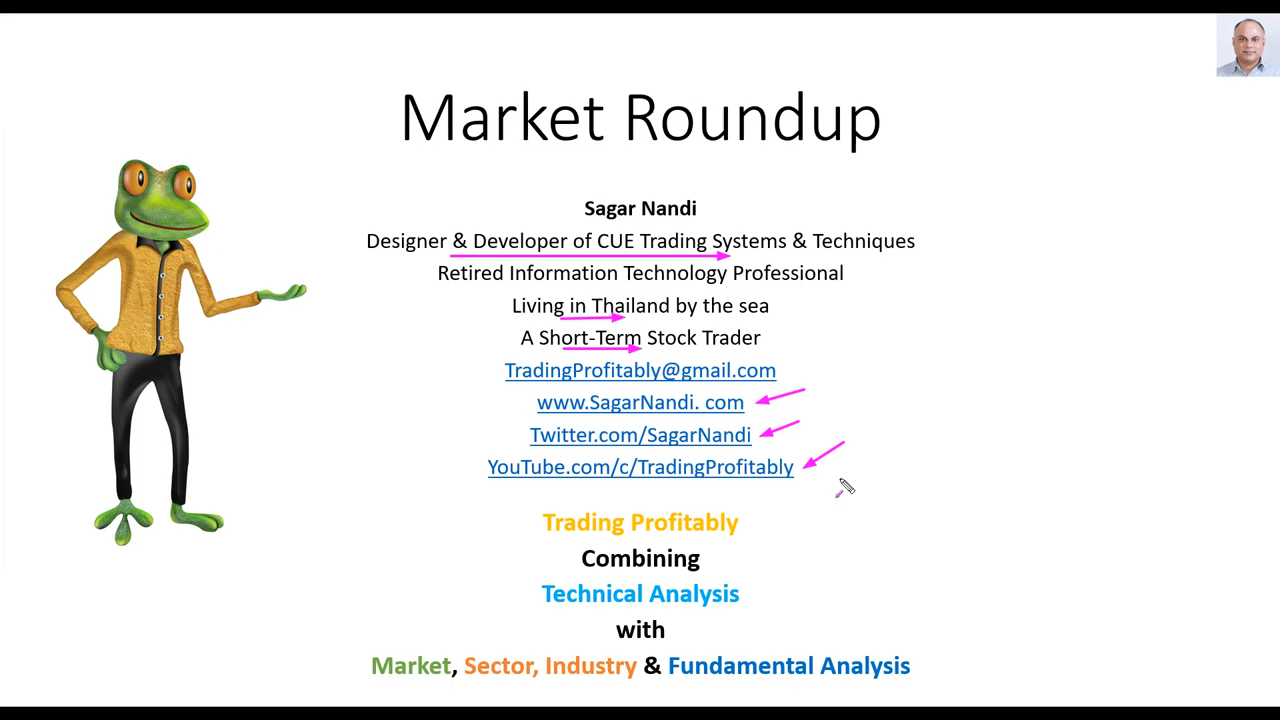 Market Roundup
Sagar Nandi
Designer & Developer of CUE Trading Systems & Techniques
Retired Information Technology Professional
Living in Thailand by the sea
A Short-Term Stock Trader
TradingProfitably@gmail.com
www.SagarNandi. com
Twitter.com/SagarNandi
YouTube.com/c/TradingProfitably
Trading Profitably
Combining
Technical Analysis
with
Market, Sector, Industry & Fundamental Analysis